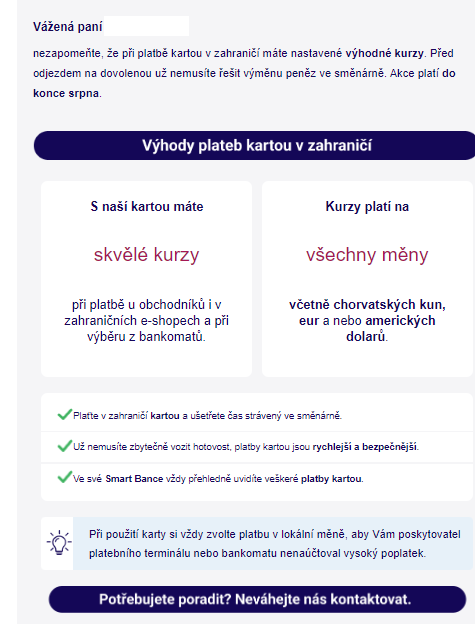 Vážená paní
nezapomeňte, že při platbě kartou v zahraničí máte nastavené výhodné kurzy. Před
odjezdem na dovolenou už nemusíte řešit výměnu peněz ve směnárně. Akce platí do
konce srpna.
Výhody plateb kartou v zahraničí
S naší kartou máte
skvělé kurzy
při platbě u obchodníků i v
zahraničních e-shopech a při
výběru z bankomatů.
Kurzy platí na
všechny měny
včetně chorvatských kun,
eur a nebo amerických
dolarů.
Plaťte v zahraničí kartou a ušetřete čas strávený ve směnárně.
Už nemusíte zbytečně vozit hotovost, platby kartou jsou rychlejší a bezpečnější.
Ve své Smart Bance vždy přehledně uvidíte veškeré platby kartou.
Při použití karty si vždy zvolte platbu v lokální měně, aby Vám poskytovatel
platebního terminálu nebo bankomatu nenaúčtoval vysoký poplatek.
Potřebujete poradit? Neváhejte nás kontaktovat.